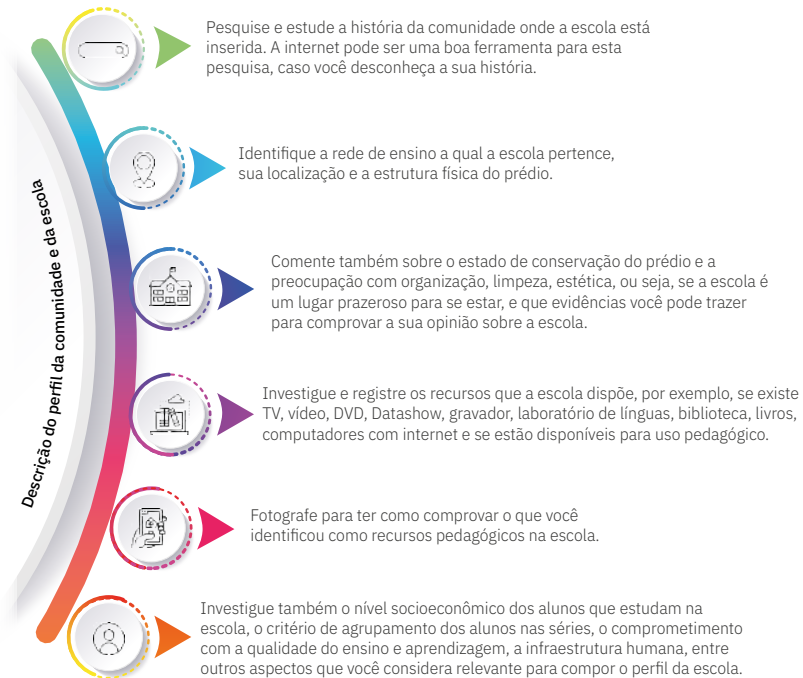 Descrição do perfil da comunidade e da escola
Pesquise e estude a história da comunidade onde a escola está
inserida. A internet pode ser uma boa ferramenta para esta
pesquisa, caso você desconheça a sua história.
Identifique a rede de ensino a qual a escola pertence,
sua localização e a estrutura física do prédio.
Comente também sobre o estado de conservação do prédio e a
preocupação com organização, limpeza, estética, ou seja, se a escola é
um lugar prazeroso para se estar, e que evidências você pode trazer
para comprovar a sua opinião sobre a escola.
Investigue e registre os recursos que a escola dispõe, por exemplo, se existe
TV, vídeo, DVD, Datashow, gravador, laboratório de línguas, biblioteca, livros,
computadores com internet e se estão disponíveis para uso pedagógico.
Fotografe para ter como comprovar o que você
identificou como recursos pedagógicos na escola.
Investigue também o nível socioeconômico dos alunos que estudam na
escola, o critério de agrupamento dos alunos nas séries, o comprometimento
com a qualidade do ensino e aprendizagem, a infraestrutura humana, entre
outros aspectos que você considera relevante para compor o perfil da escola.